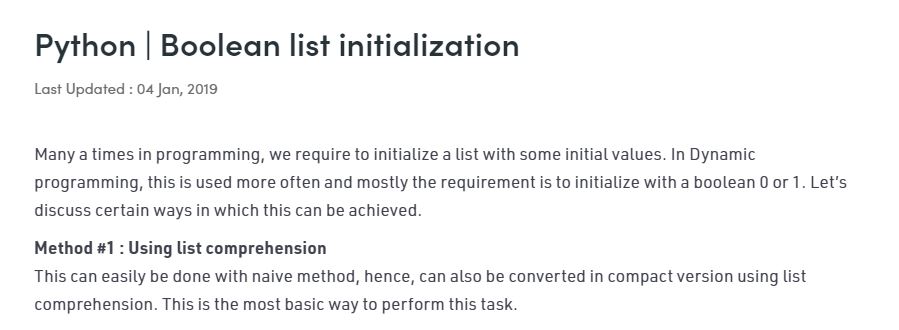 Python | Boolean list initialization
Last Updated : 04 Jan, 2019
Many a times in programming, we require to initialize a list with some initial values. In Dynamic
programming, this is used more often and mostly the requirement is to initialize with a boolean 0 or 1. Let's
discuss certain ways in which this can be achieved.
Method #1 : Using list comprehension
This can easily be done with naive method, hence, can also be converted in compact version using list
comprehension. This is the most basic way to perform this task.